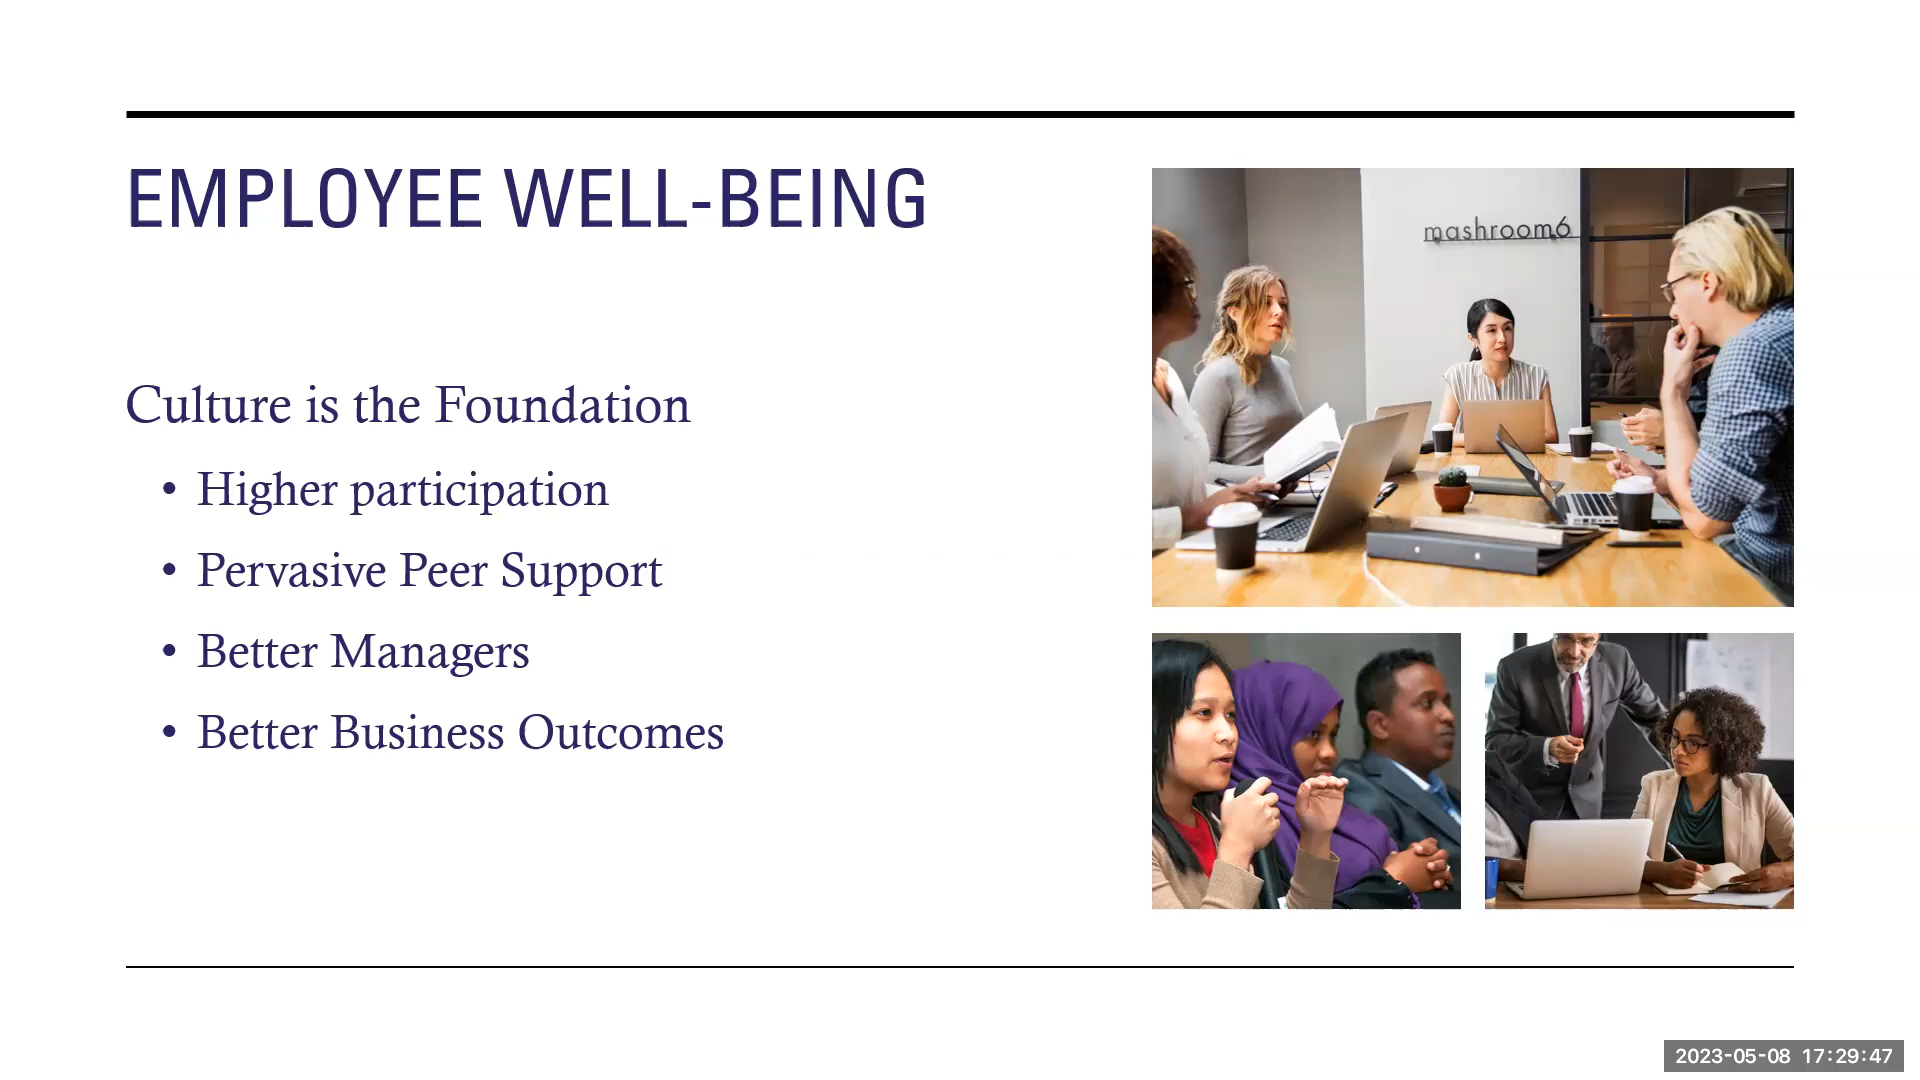 EMPLOYEE WELL-BEING
mashroom6
Culture is the Foundation
• Higher participation
• Pervasive Peer Support
• Better Managers
• Better Business Outcomes
2023-05-08 17:29:47